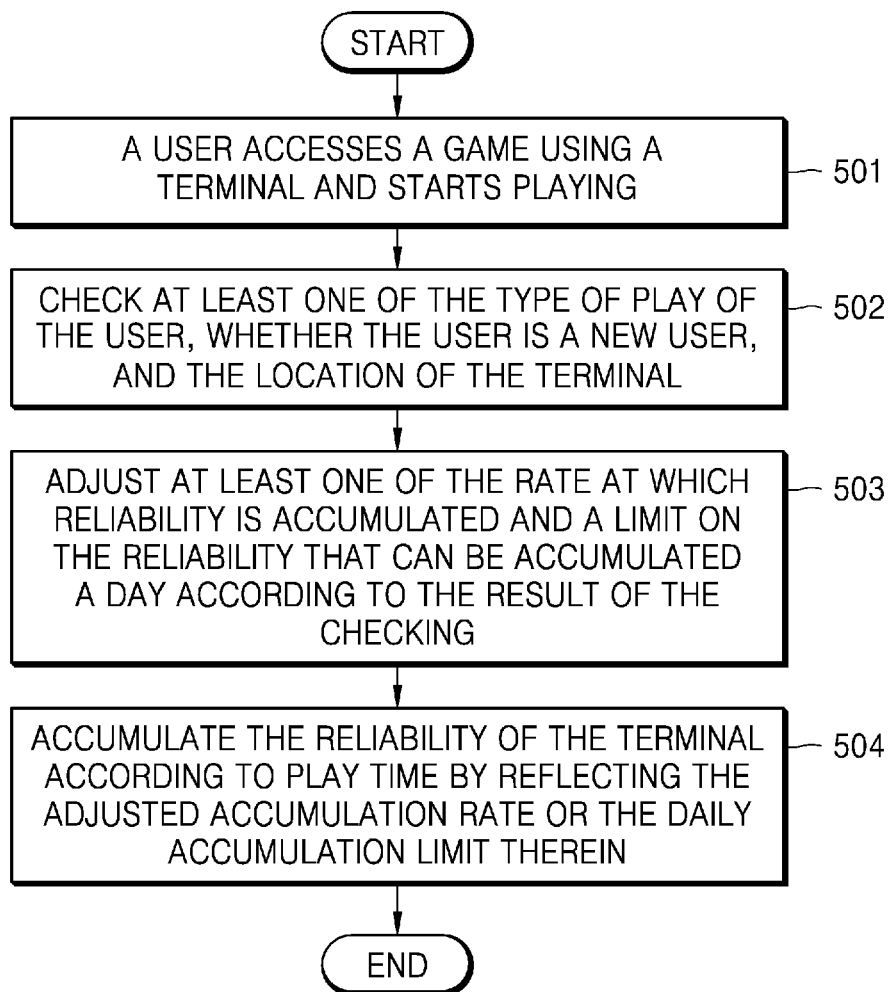 START
A USER ACCESSES A GAME USING A
TERMINAL AND STARTS PLAYING
501
CHECK AT LEAST ONE OF THE TYPE OF PLAY OF
THE USER, WHETHER THE USER IS A NEW USER,
AND THE LOCATION OF THE TERMINAL
502
ADJUST AT LEAST ONE OF THE RATE AT WHICH
RELIABILITY IS ACCUMULATED AND A LIMIT ON
THE RELIABILITY THAT CAN BE ACCUMULATED
A DAY ACCORDING TO THE RESULT OF THE
CHECKING
503
ACCUMULATE THE RELIABILITY OF THE TERMINAL
ACCORDING TO PLAY TIME BY REFLECTING THE
ADJUSTED ACCUMULATION RATE OR THE DAILY
ACCUMULATION LIMIT THEREIN
504
END